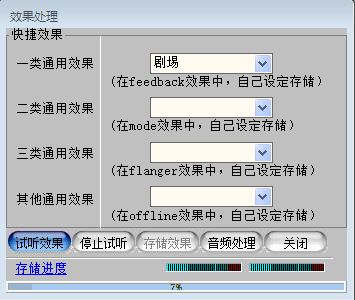 效果处理
快捷效果
一类通用效果
剧场
(在feedback效果中，自己设定存储)
二类通用效果
(在mode效果中，自己设定存储)
三类通用效果
(在flanger效果中，自己设定存储)
其他通用效果
(在offline效果中，自己设定存储)
试听效果 停止试听 存储效果 音频处理 关闭
存储进度
7%